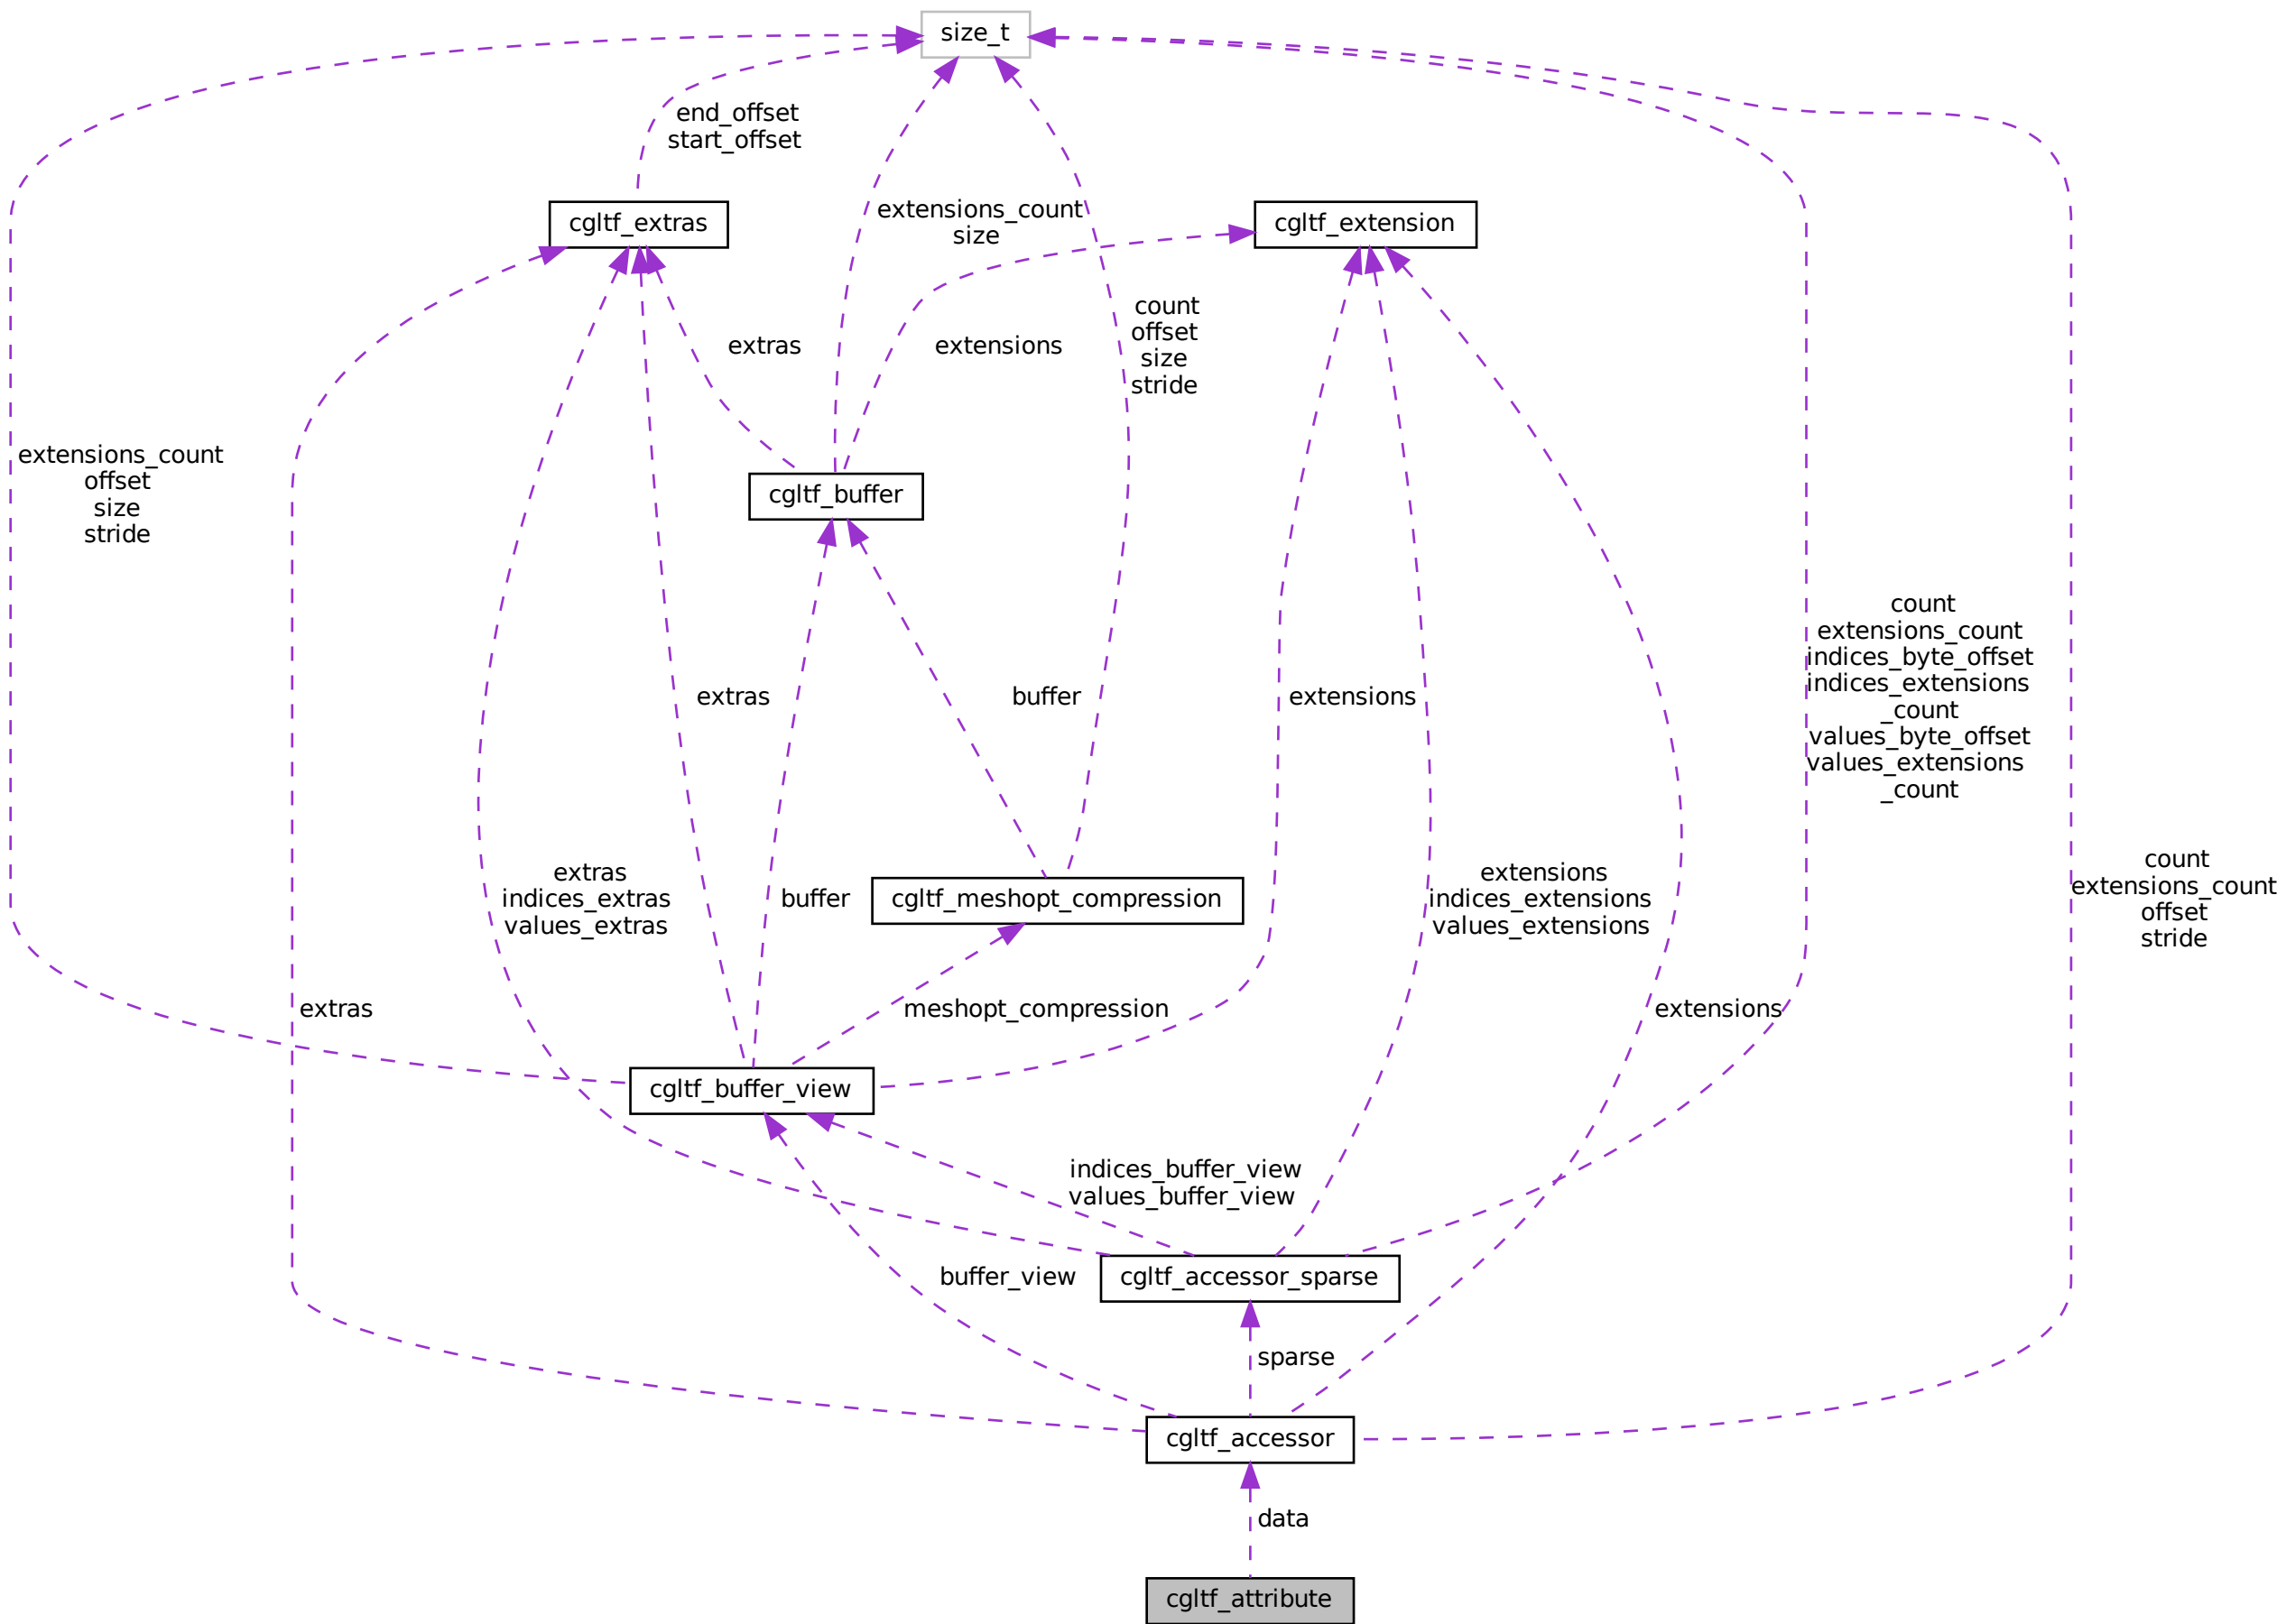 size_t
end_offset
start_offset
cgltf_extras
extensions_count
size
cgltf_extension
count
offset
size
stride
extras
extensions
extensions_count
offset
size
stride
cgltf_buffer
count
extensions_count
indices_byte_offset
indices_extensions
_count
values_byte_offset
values_extensions
_count
extras
buffer
extensions
extras
indices_extras
values_extras
buffer
cgltf_meshopt_compression
extensions
indices_extensions
values_extensions
count
extensions_count
offset
stride
extras
meshopt_compression
extensions
cgltf_buffer_view
indices_buffer_view
values_buffer_view
buffer_view
cgltf_accessor_sparse
sparse
cgltf_accessor
data
cgltf_attribute